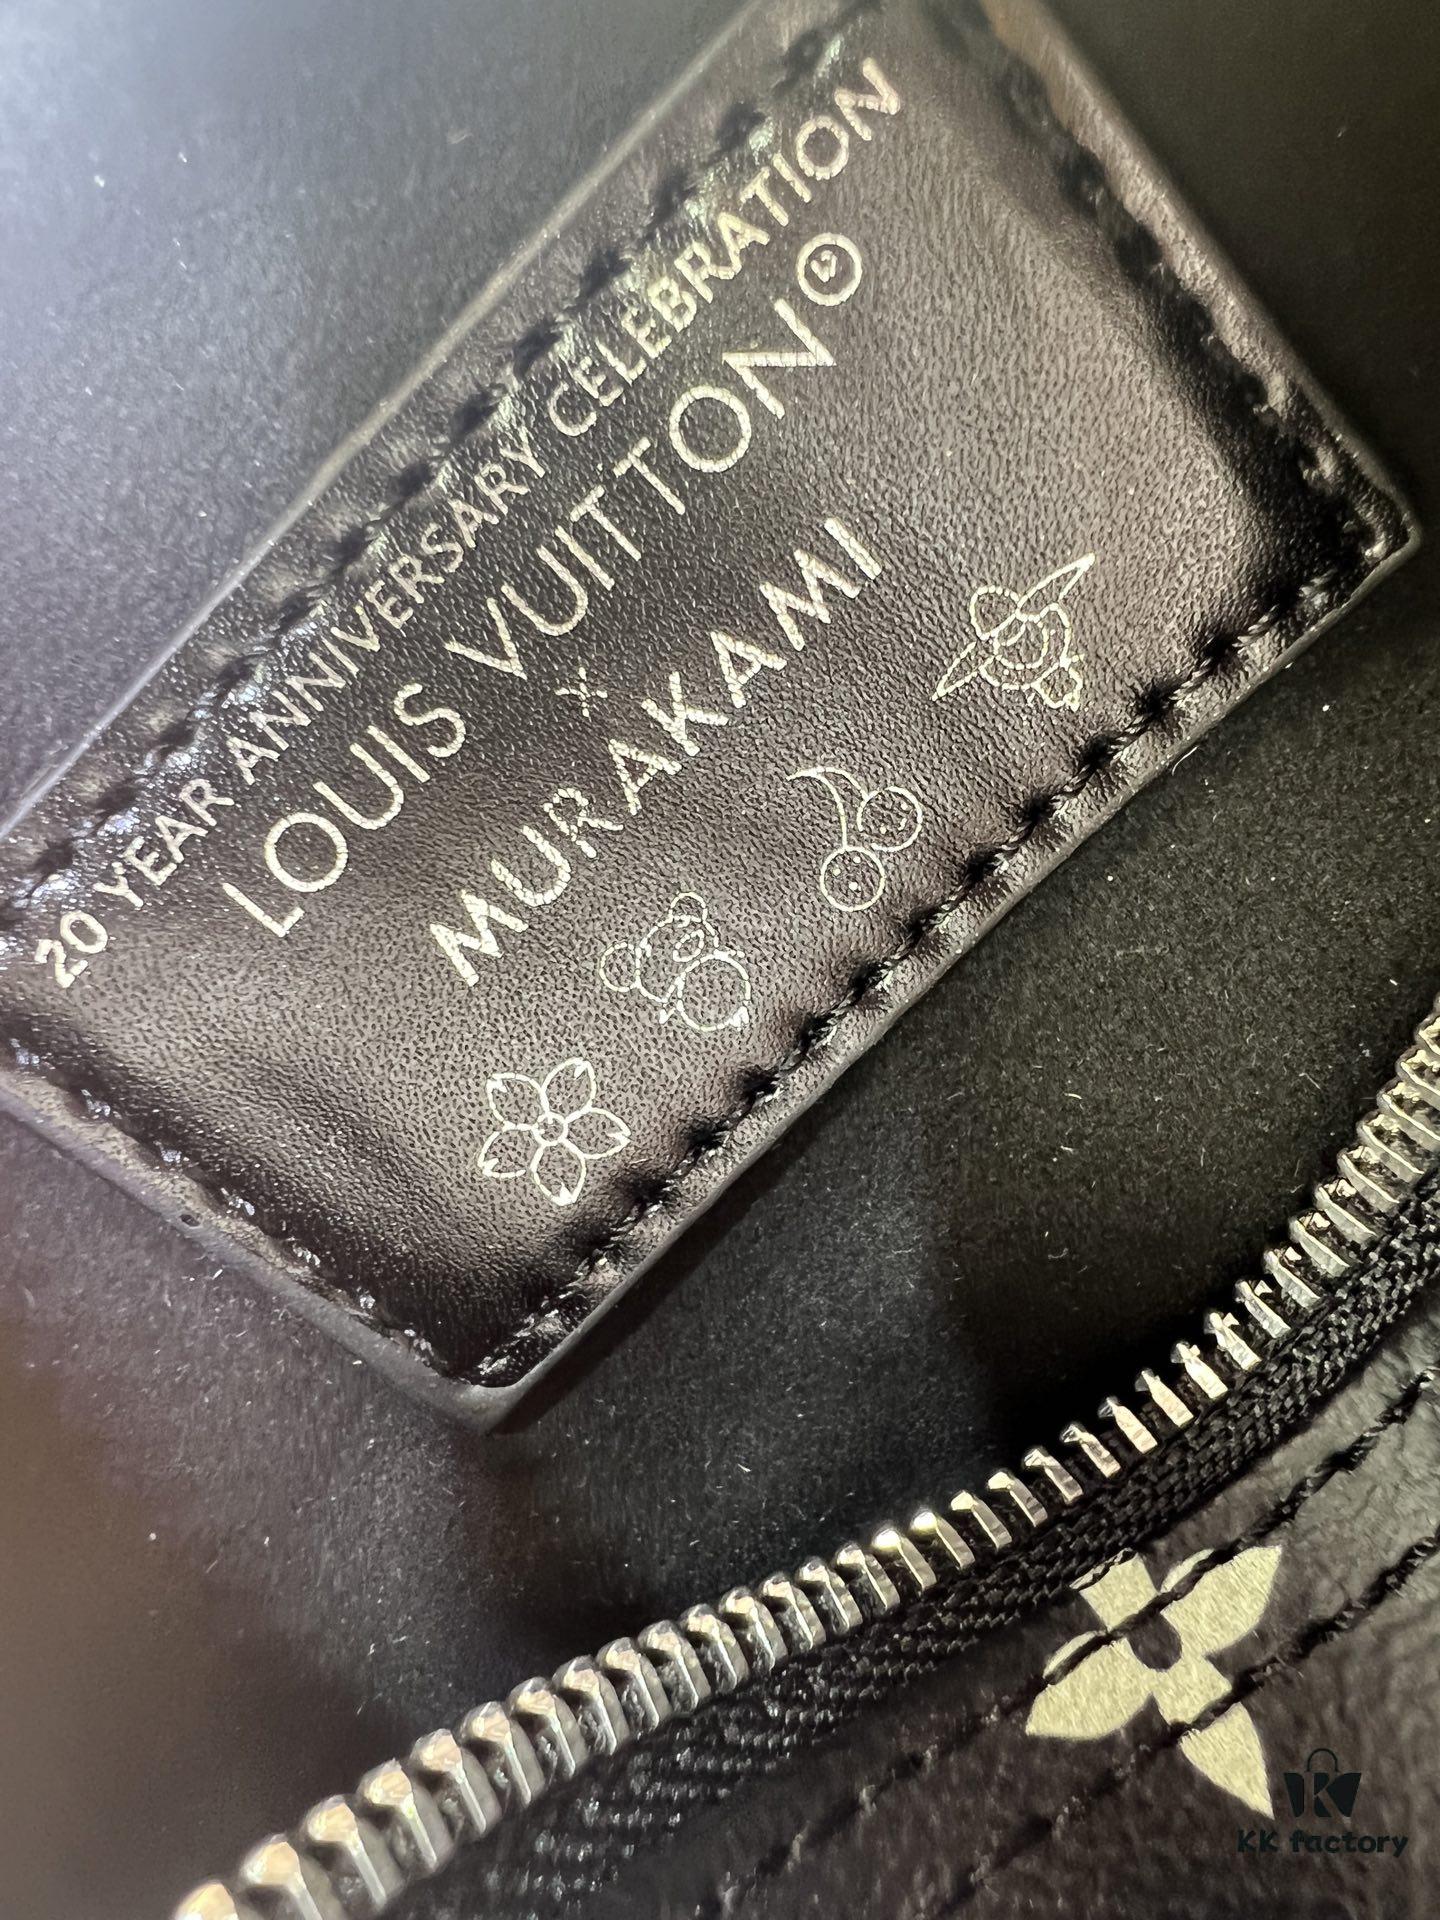 20 YEAR ANNIVERSARY CELEBRATION
LOUIS VUITTON
×
MURAKAMI
KK factory